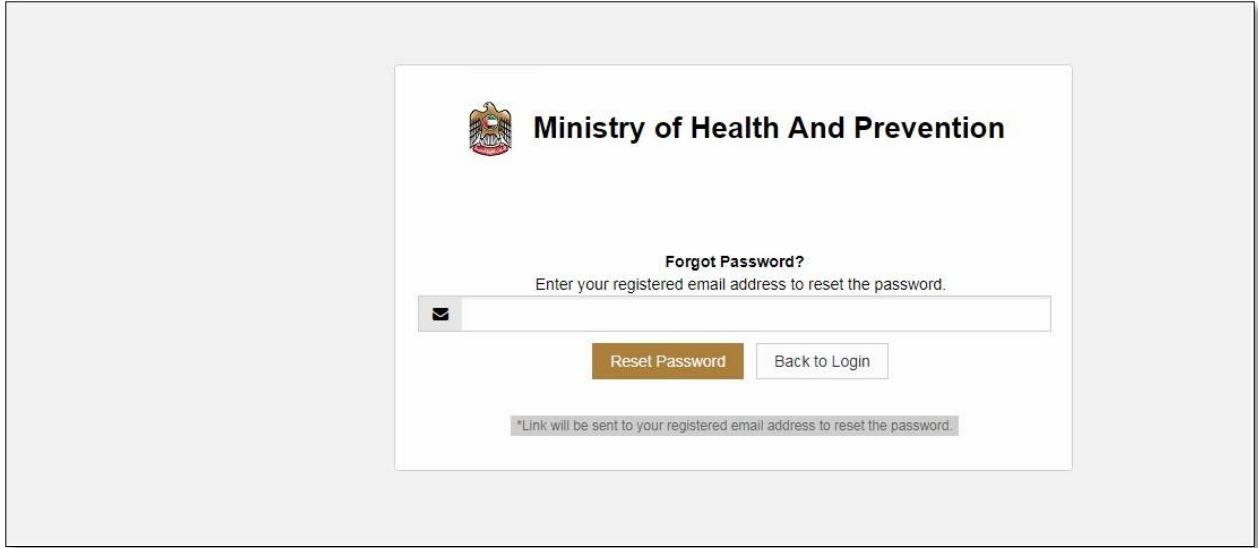 Ministry of Health And Prevention
Forgot Password?
Enter your registered email address to reset the password.
Reset Password
Back to Login
*Link will be sent to your registered email address to reset the password.